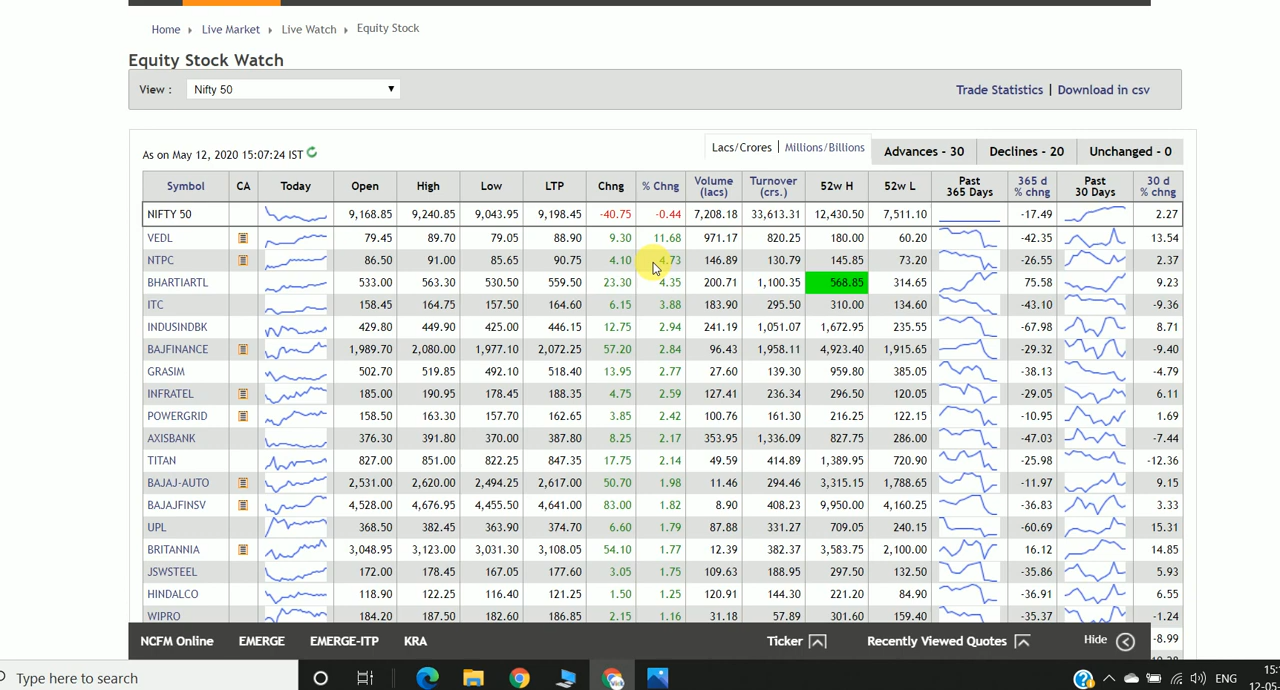 Home Live Market Live Watch Equity Stock
Equity Stock Watch
View : Nifty 50 Trade Statistics | Download in csv
As on May 12, 2020 15:07:24 IST Lacs/Crores | Millions/Billions Advances - 30 Declines - 20 Unchanged - 0
Symbol CA Today Open High Low LTP Chng % Chng Volume (lacs) Turnover (crs.) 52w H 52w L Past 365 Days 365 d % chng Past 30 Days 30 d % chng
NIFTY 50 9,168.85 9,240.85 9,043.95 9,198.45 -40.75 -0.44 7,208.18 33,613.31 12,430.50 7,511.10 -17.49 2.27
VEDL 79.45 89.70 79.05 88.90 9.30 11.68 971.17 820.25 180.00 60.20 -42.35 13.54
NTPC 86.50 91.00 85.65 90.75 4.10 4.73 146.89 130.79 145.85 73.20 -26.55 2.37
BHARTIARTL 533.00 563.30 530.50 559.50 23.30 4.35 200.71 1,100.35 568.85 314.65 75.58 9.23
ITC 158.45 164.75 157.50 164.60 6.15 3.88 183.90 295.50 310.00 134.60 -43.10 -9.36
INDUSINDBK 429.80 449.90 425.00 446.15 12.75 2.94 241.19 1,051.07 1,672.95 235.55 -67.98 8.71
BAJFINANCE 1,989.70 2,080.00 1,977.10 2,072.25 57.20 2.84 96.43 1,958.11 4,923.40 1,915.65 -29.32 -9.40
GRASIM 502.70 519.85 492.10 518.40 13.95 2.77 27.60 139.30 959.80 385.05 -38.13 -4.79
INFRATEL 185.00 190.95 178.45 188.35 4.75 2.59 127.41 236.34 296.50 120.05 -29.05 6.11
POWERGRID 158.50 163.30 157.70 162.65 3.85 2.42 100.76 161.30 216.25 122.15 -10.95 1.69
AXISBANK 376.30 391.80 370.00 387.80 8.25 2.17 353.95 1,336.09 827.75 286.00 -47.03 -7.44
TITAN 827.00 851.00 822.25 847.35 17.75 2.14 49.59 414.89 1,389.95 720.90 -25.98 -12.36
BAJAJ-AUTO 2,531.00 2,620.00 2,494.25 2,617.00 50.70 1.98 11.46 294.46 3,315.15 1,788.65 -11.97 9.15
BAJAJFINSV 4,528.00 4,676.95 4,455.50 4,641.00 83.00 1.82 8.90 408.23 9,950.00 4,160.25 -36.83 3.33
UPL 368.50 382.45 363.90 374.70 6.60 1.79 87.88 331.27 709.05 240.15 -60.69 15.31
BRITANNIA 3,048.95 3,123.00 3,031.30 3,108.05 54.10 1.77 12.39 382.37 3,583.75 2,100.00 16.12 14.85
JSWSTEEL 172.00 178.45 167.05 177.60 3.05 1.75 109.63 188.95 297.50 132.50 -35.86 5.93
HINDALCO 118.90 122.25 116.40 121.25 1.50 1.25 120.91 144.30 221.20 84.90 -36.91 6.55
WIPRO 184.20 187.50 182.60 186.85 2.15 1.16 31.18 57.89 301.60 159.40 -35.37 -1.24
NCFM Online EMERGE EMERGE-ITP KRA Ticker Recently Viewed Quotes Hide -8.99
Type here to search ENG